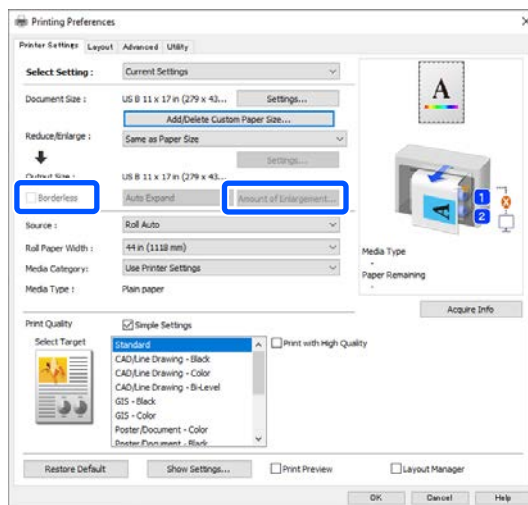 Printing Preferences
Printer Settings Layout Advanced Utility
Select Setting : Current Settings
Document Size : US B 11 x 17 in (279 x 43... Settings...
Add/Delete Custom Paper Size...
Reduce/Enlarge : Same as Paper Size
Settings...
Output Size : US B 11 x 17 in (279 x 43...
Borderless Auto Expand Amount of Enlargement...
Source : Roll Auto
Roll Paper Width : 44 in (1118 mm)
Media Category: Use Printer Settings
Media Type : Plain paper
A
A
1
2
Media Type
-
Paper Remaining
-
Acquire Info
Print Quality Simple Settings
Select Target Standard Print with High Quality
CAD/Line Drawing - Black
CAD/Line Drawing - Color
CAD/Line Drawing - Bi-Level
GIS - Black
GIS - Color
Poster/Document - Color
Poster/Document - Black
Restore Default Show Settings... Print Preview Layout Manager
OK Cancel Help